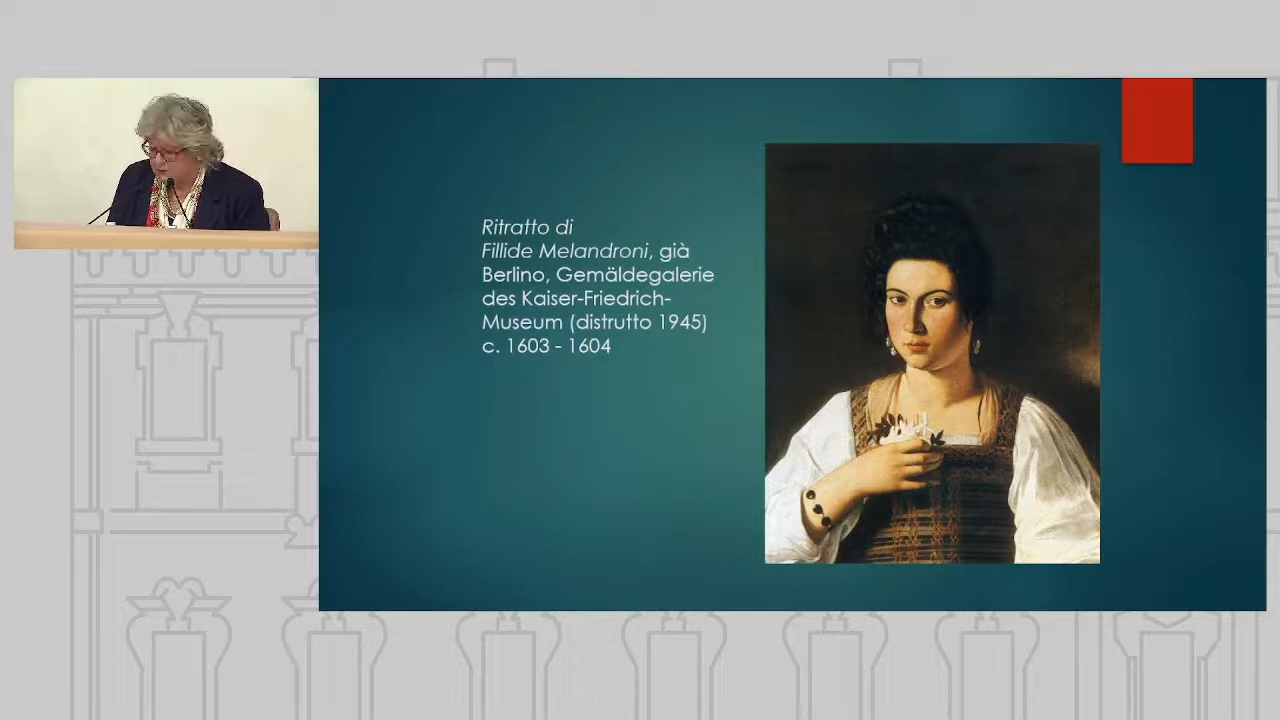 Ritratto di
Fillide Melandroni, già
Berlino, Gemäldegalerie
des Kaiser-Friedrich-
Museum (distrutto 1945)
c. 1603 - 1604